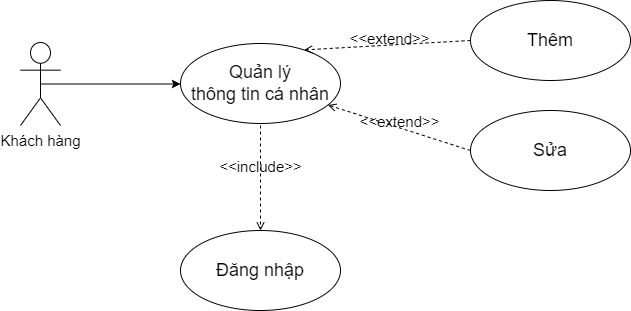 <<extend>>
Thêm
Quản lý
thông tin cá nhân
Khách hàng
<<extend>>
Sửa
<<include>>
Đăng nhập